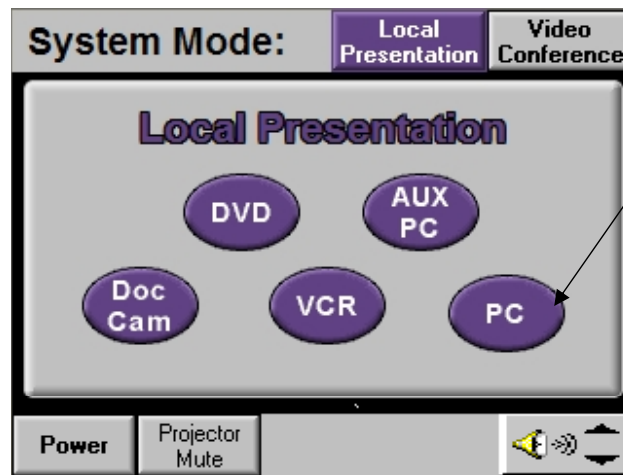 System Mode:
Local
Presentation
Video
Conference
Local Presentation
DVD
AUX
PC
Doc
Cam
VCR
PC
Power
Projector
Mute